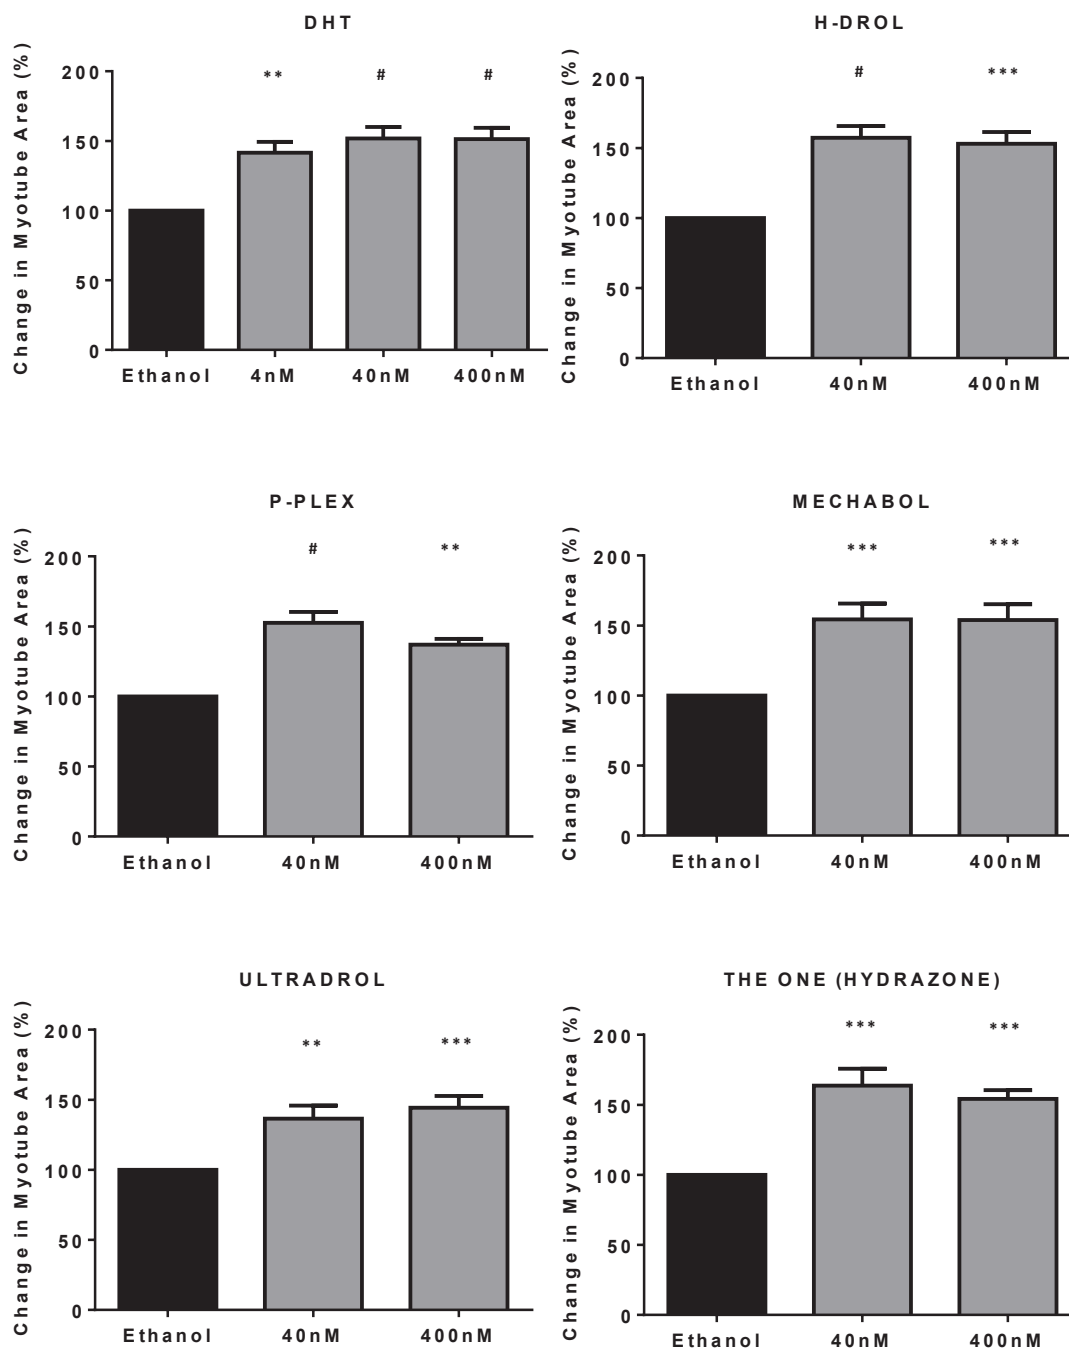 DHT
Change in Myotube Area (%)
200
150
100
50
0
** # #
Ethanol 4nM 40nM 400nM
H-DROL
Change in Myotube Area (%)
200
150
100
50
0
# ***
Ethanol 40nM 400nM
P-PLEX
Change in Myotube Area (%)
200
150
100
50
0
# **
Ethanol 40nM 400nM
MECHABOL
Change in Myotube Area (%)
200
150
100
50
0
*** ***
Ethanol 40nM 400nM
ULTRADROL
Change in Myotube Area (%)
200
150
100
50
0
** ***
Ethanol 40nM 400nM
THE ONE (HYDRAZONE)
Change in Myotube Area (%)
200
150
100
50
0
*** ***
Ethanol 40nM 400nM